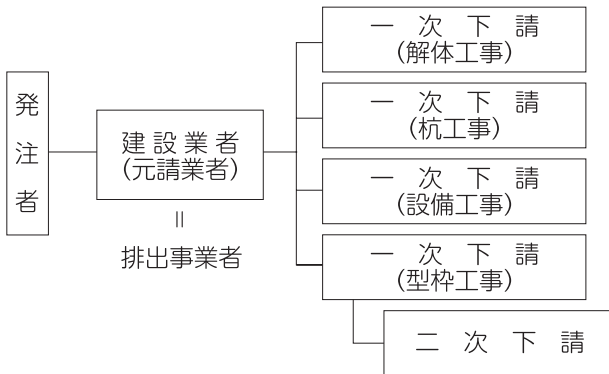 発注者
建設業者
(元請業者)
=
排出事業者
一次下請
(解体工事)
一次下請
(杭工事)
一次下請
(設備工事)
一次下請
(型枠工事)
二次下請